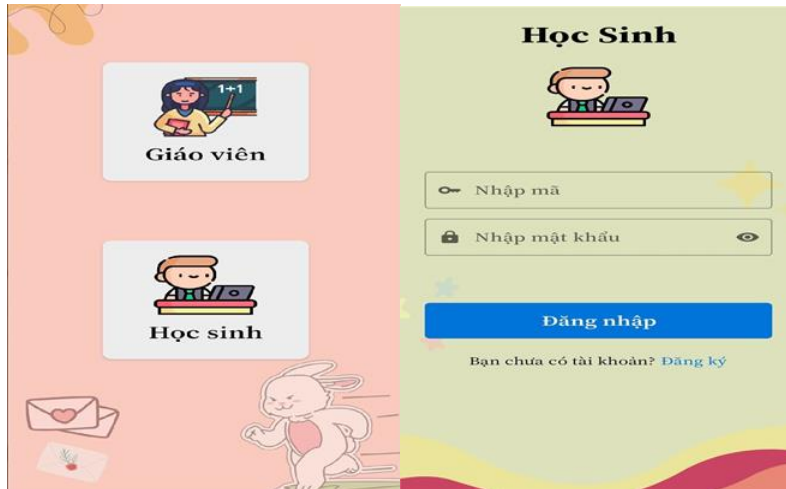 1+1
Giáo viên
Học sinh
Học Sinh
Nhập mã
Nhập mật khẩu
Đăng nhập
Bạn chưa có tài khoản? Đăng ký